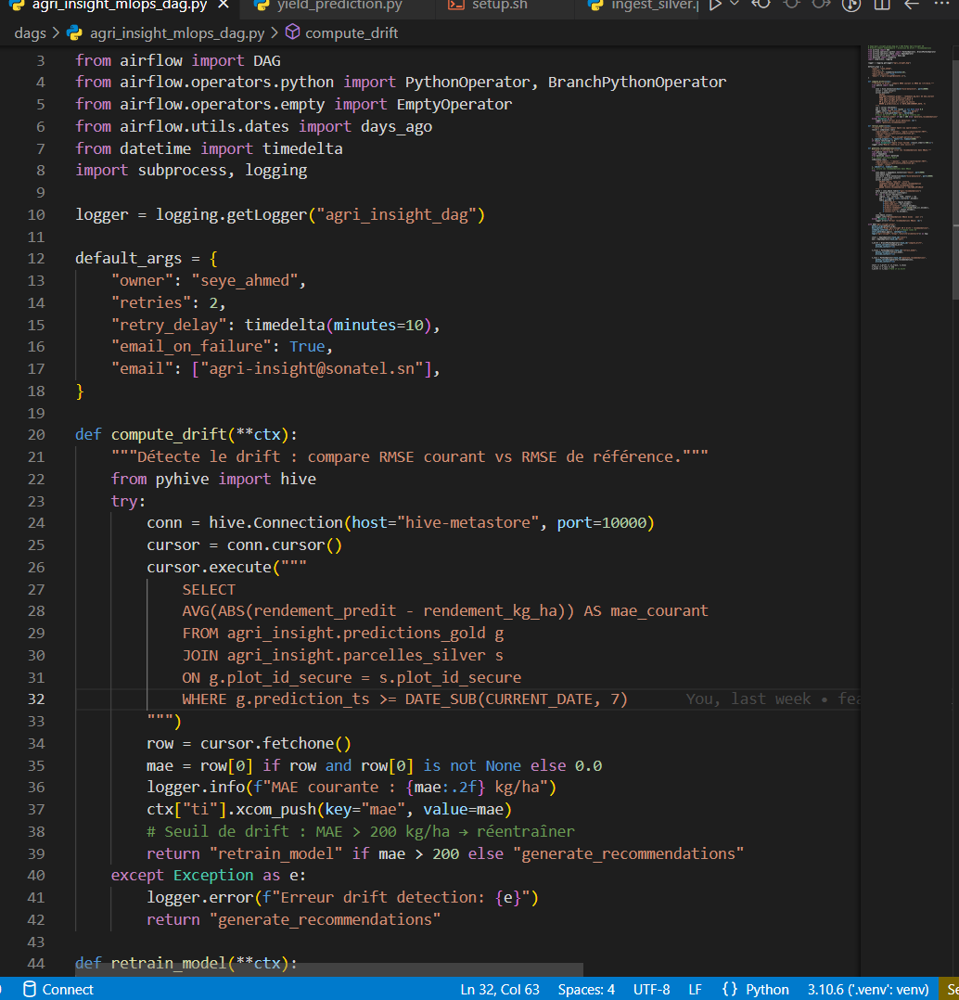 agri_insight_mlops_dag.py
yield_prediction.py
setup.sh
ingest_silver.
dags > agri_insight_mlops_dag.py > compute_drift
3 from airflow import DAG
4 from airflow.operators.python import PythonOperator, BranchPythonOperator
5 from airflow.operators.empty import EmptyOperator
6 from airflow.utils.dates import days_ago
7 from datetime import timedelta
8 import subprocess, logging
9
10 logger = logging.getLogger("agri_insight_dag")
11
12 default_args = {
13     "owner": "seye_ahmed",
14     "retries": 2,
15     "retry_delay": timedelta(minutes=10),
16     "email_on_failure": True,
17     "email": ["agri-insight@sonatel.sn"],
18 }
19
20 def compute_drift(**ctx):
21     """Détecte le drift : compare RMSE courant vs RMSE de référence."""
22     from pyhive import hive
23     try:
24         conn = hive.Connection(host="hive-metastore", port=10000)
25         cursor = conn.cursor()
26         cursor.execute("""
27             SELECT
28             AVG(ABS(rendement_predit - rendement_kg_ha)) AS mae_courant
29             FROM agri_insight.predictions_gold g
30             JOIN agri_insight.parcelles_silver s
31             ON g.plot_id_secure = s.plot_id_secure
32             WHERE g.prediction_ts >= DATE_SUB(CURRENT_DATE, 7) You, last week • fea
33         """)
34         row = cursor.fetchone()
35         mae = row[0] if row and row[0] is not None else 0.0
36         logger.info(f"MAE courante : {mae:.2f} kg/ha")
37         ctx["ti"].xcom_push(key="mae", value=mae)
38         # Seuil de drift : MAE > 200 kg/ha → réentraîner
39         return "retrain_model" if mae > 200 else "generate_recommendations"
40     except Exception as e:
41         logger.error(f"Erreur drift detection: {e}")
42         return "generate_recommendations"
43
44 def retrain_model(**ctx):
Connect Ln 32, Col 63 Spaces: 4 UTF-8 LF {} Python 3.10.6 ('.venv': venv) Se